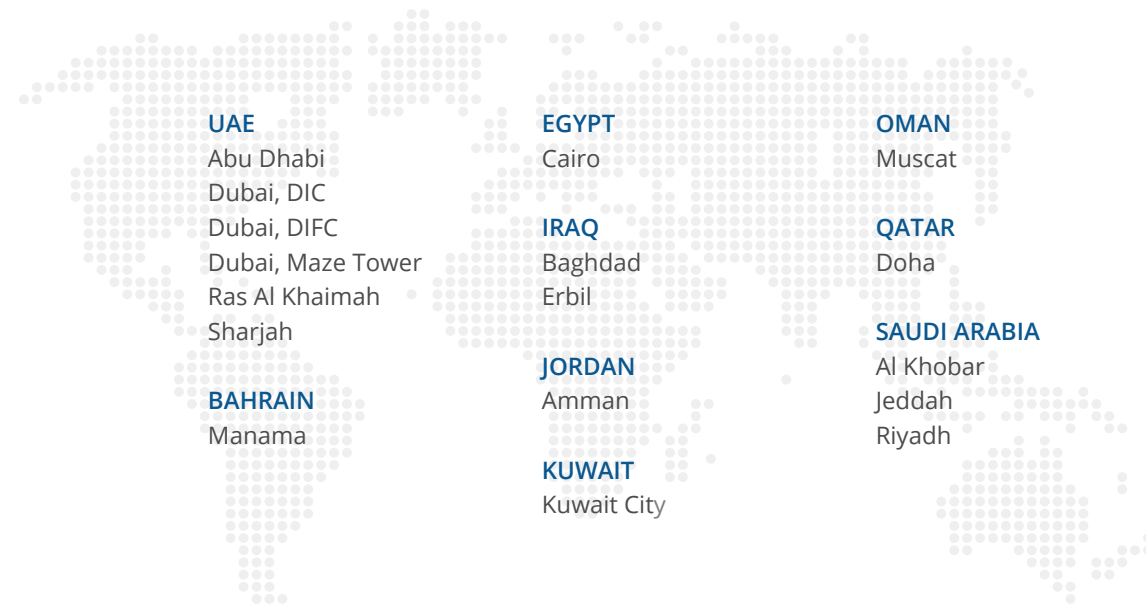 UAE
Abu Dhabi
Dubai, DIC
Dubai, DIFC
Dubai, Maze Tower
Ras Al Khaimah
Sharjah
BAHRAIN
Manama
EGYPT
Cairo
IRAQ
Baghdad
Erbil
JORDAN
Amman
KUWAIT
Kuwait City
OMAN
Muscat
QATAR
Doha
SAUDI ARABIA
Al Khobar
Jeddah
Riyadh